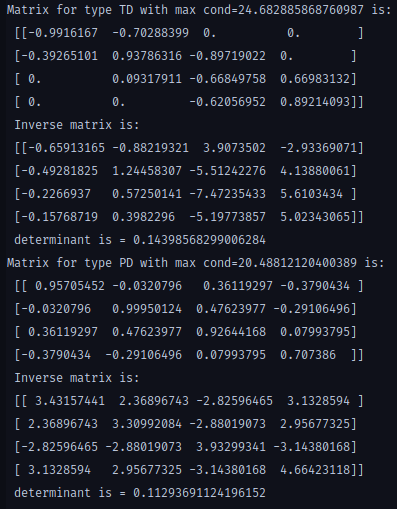 Matrix for type TD with max cond=24.682885868760987 is:
[[-0.9916167  -0.70288399  0.          0.        ]
[-0.39265101  0.93786316 -0.89719022  0.        ]
[ 0.          0.09317911 -0.66849758  0.66983132]
[ 0.          0.         -0.62056952  0.89214093]]
Inverse matrix is:
[[-0.65913165 -0.88219321  3.9073502  -2.93369071]
[-0.49281825  1.24458307 -5.51242276  4.13880061]
[-0.2266937   0.57250141 -7.47235433  5.6103434 ]
[-0.15768719  0.3982296  -5.19773857  5.02343065]]
determinant is = 0.14398568299006284
Matrix for type PD with max cond=20.48812120400389 is:
[[ 0.95705452 -0.0320796   0.36119297 -0.3790434 ]
[-0.0320796   0.99950124  0.47623977 -0.29106496]
[ 0.36119297  0.47623977  0.92644168  0.07993795]
[-0.3790434  -0.29106496  0.07993795  0.707386  ]]
Inverse matrix is:
[[ 3.43157441  2.36896743 -2.82596465  3.1328594 ]
[ 2.36896743  3.30992084 -2.88019073  2.95677325]
[-2.82596465 -2.88019073  3.93299341 -3.14380168]
[ 3.1328594   2.95677325 -3.14380168  4.66423118]]
determinant is = 0.11293691124196152